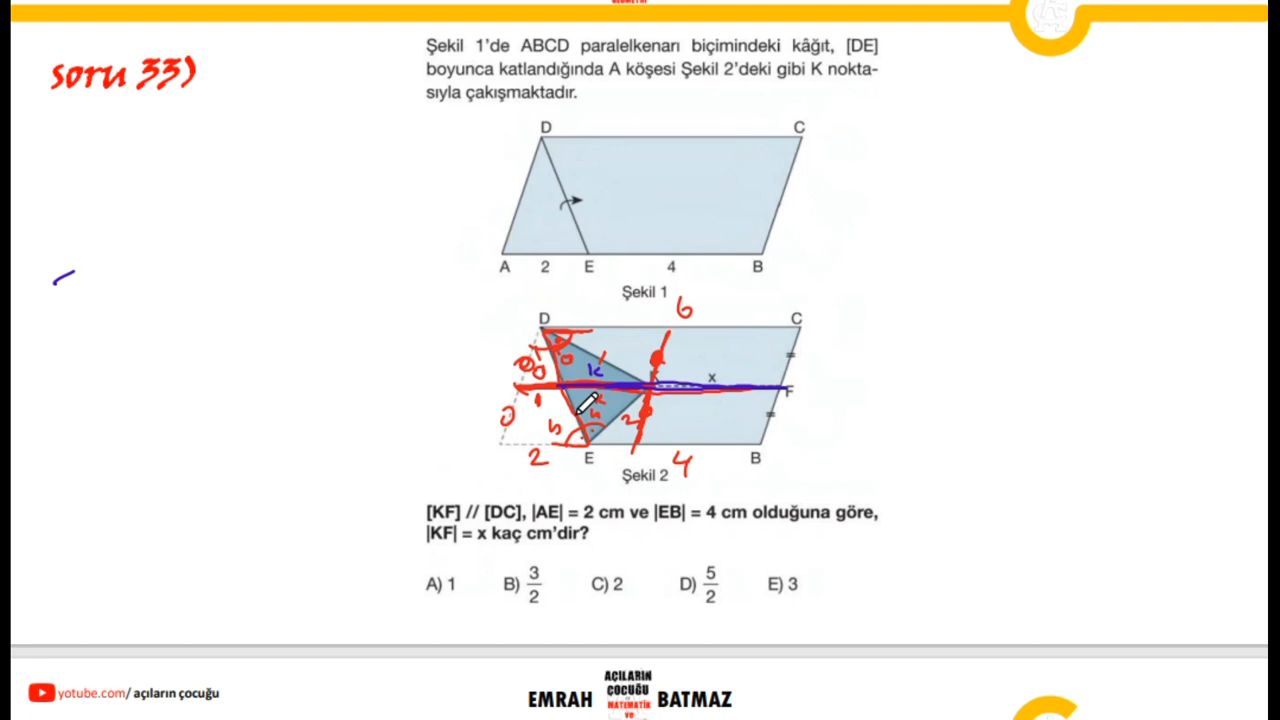 GEOMETRİ
soru 33)
Şekil 1'de ABCD paralelkenarı biçimindeki kâğıt, [DE]
boyunca katlandığında A köşesi Şekil 2'deki gibi K nokta-
sıyla çakışmaktadır.
D C
A 2 E 4 B
Şekil 1
6
D C
K
x
F
2 E 4 B
Şekil 2
[KF] // [DC], |AE| = 2 cm ve |EB| = 4 cm olduğuna göre,
|KF| = x kaç cm'dir?
A) 1 B) 3/2 C) 2 D) 5/2 E) 3
yotube.com/ açıların çocuğu
EMRAH AÇILARIN ÇOCUĞU MATEMATİK ve BATMAZ